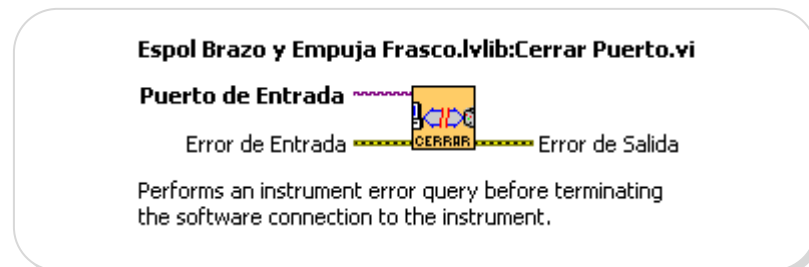 Espol Brazo y Empuja Frasco.lvlib:Cerrar Puerto.vi
Puerto de Entrada
CERRAR
Error de Entrada
Error de Salida
Performs an instrument error query before terminating
the software connection to the instrument.